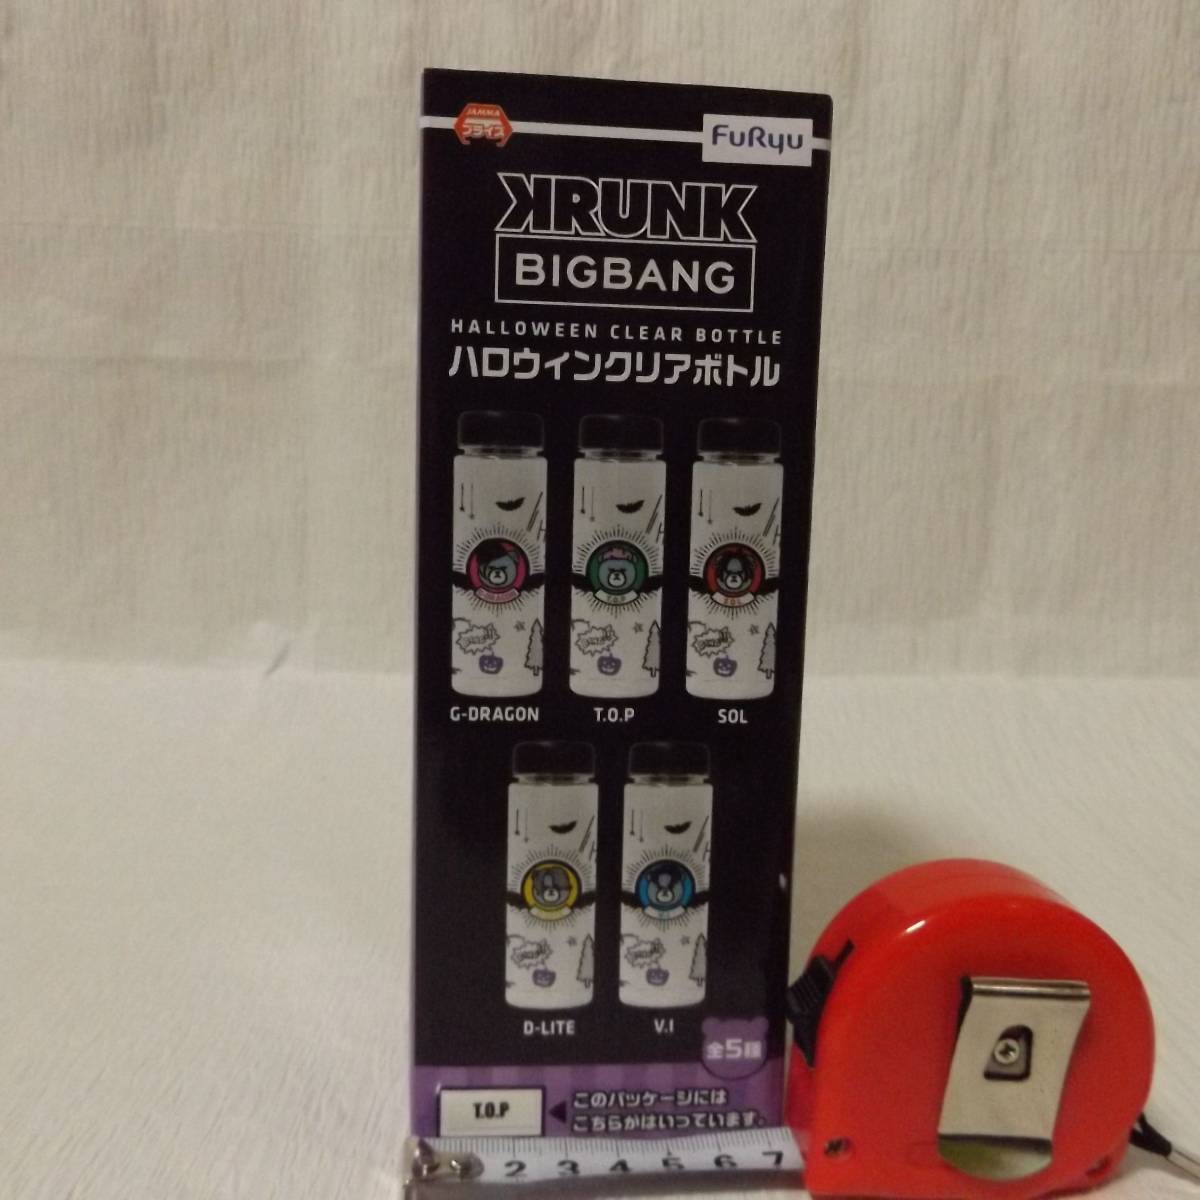 JAMMA
プライズ
FuRyu
KRUNK
BIGBANG
HALLOWEEN CLEAR BOTTLE
ハロウィンクリアボトル
G-DRAGON
T.O.P
SOL
G-DRAGON T.O.P SOL
D-LITE V.I
全5種
T.O.P
このパッケージには
こちらがはいっています。
2 3 4 5 6 7